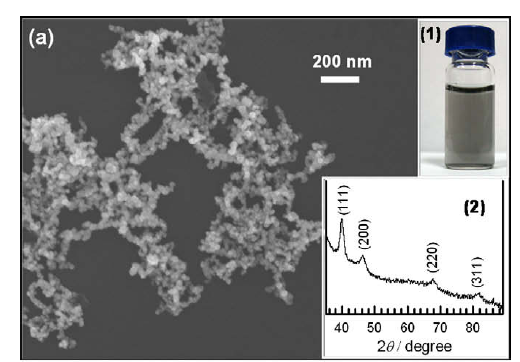 (a)
200 nm
(1)
(2)
(111)
(200)
(220)
(311)
40 50 60 70 80
2θ / degree